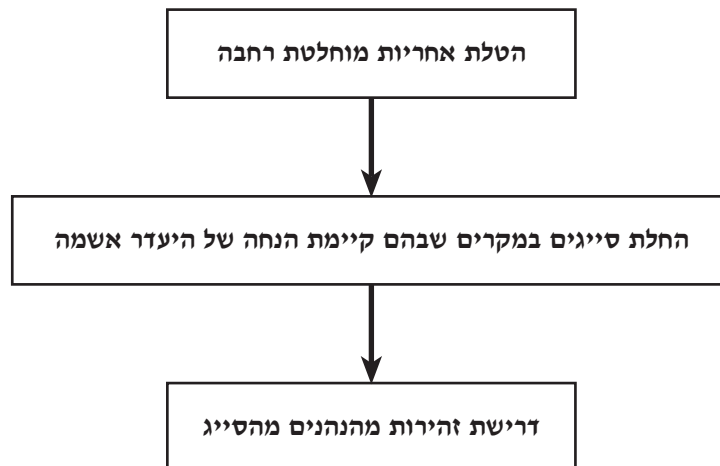 הטלת אחריות מוחלטת רחבה
החלת סייגים במקרים שבהם קיימת הנחה של היעדר אשמה
דרישת זהירות מהנהנים מהסייג